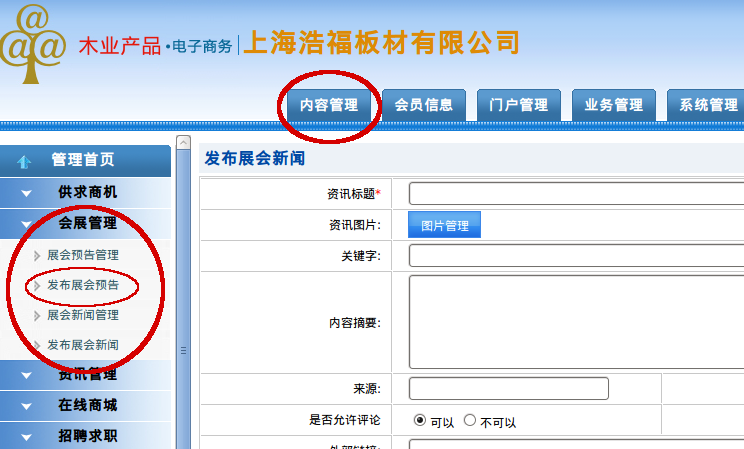 @
@@
木业产品·电子商务 上海浩福板材有限公司
内容管理 会员信息 门户管理 业务管理 系统管理
管理首页
供求商机
会展管理
展会预告管理
发布展会预告
展会新闻管理
发布展会新闻
资讯管理
在线商城
招聘求职
发布展会新闻
资讯标题*
资讯图片: 图片管理
关键字:
内容摘要:
来源:
是否允许评论 可以 不可以
外部链接: